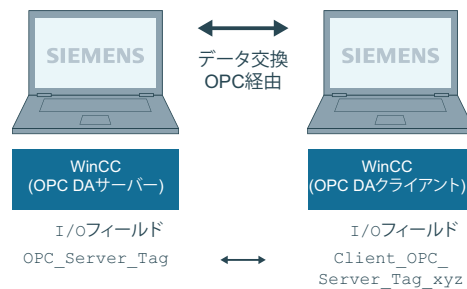 SIEMENS
SIEMENS
データ交換
OPC経由
WinCC
(OPC DAサーバー)
WinCC
(OPC DAクライアント)
I/Oフィールド
I/Oフィールド
OPC_Server_Tag
Client_OPC_
Server_Tag_xyz